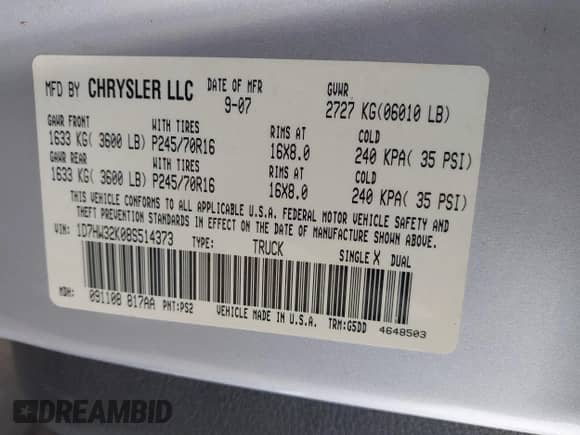 MFD BY CHRYSLER LLC DATE OF MFR 9-07 GVWR 2727 KG(06010 LB)
GAWR FRONT WITH TIRES RIMS AT COLD
1633 KG( 3600 LB) P245/70R16 16X8.0 240 KPA( 35 PSI)
GAWR REAR WITH TIRES RIMS AT COLD
1633 KG( 3600 LB) P245/70R16 16X8.0 240 KPA( 35 PSI)
THIS VEHICLE CONFORMS TO ALL APPLICABLE U.S.A. FEDERAL MOTOR VEHICLE SAFETY AND
THEFT PREVENTION STANDARDS IN EFFECT ON THE DATE OF MANUFACTURE SHOWN ABOVE.
VIN: 1D7HW32K08S514373 TYPE: TRUCK SINGLE X DUAL
MDH: 091108 817AA PNT:PS2 VEHICLE MADE IN U.S.A. TRM:G5DD 4648503
DREAMBID